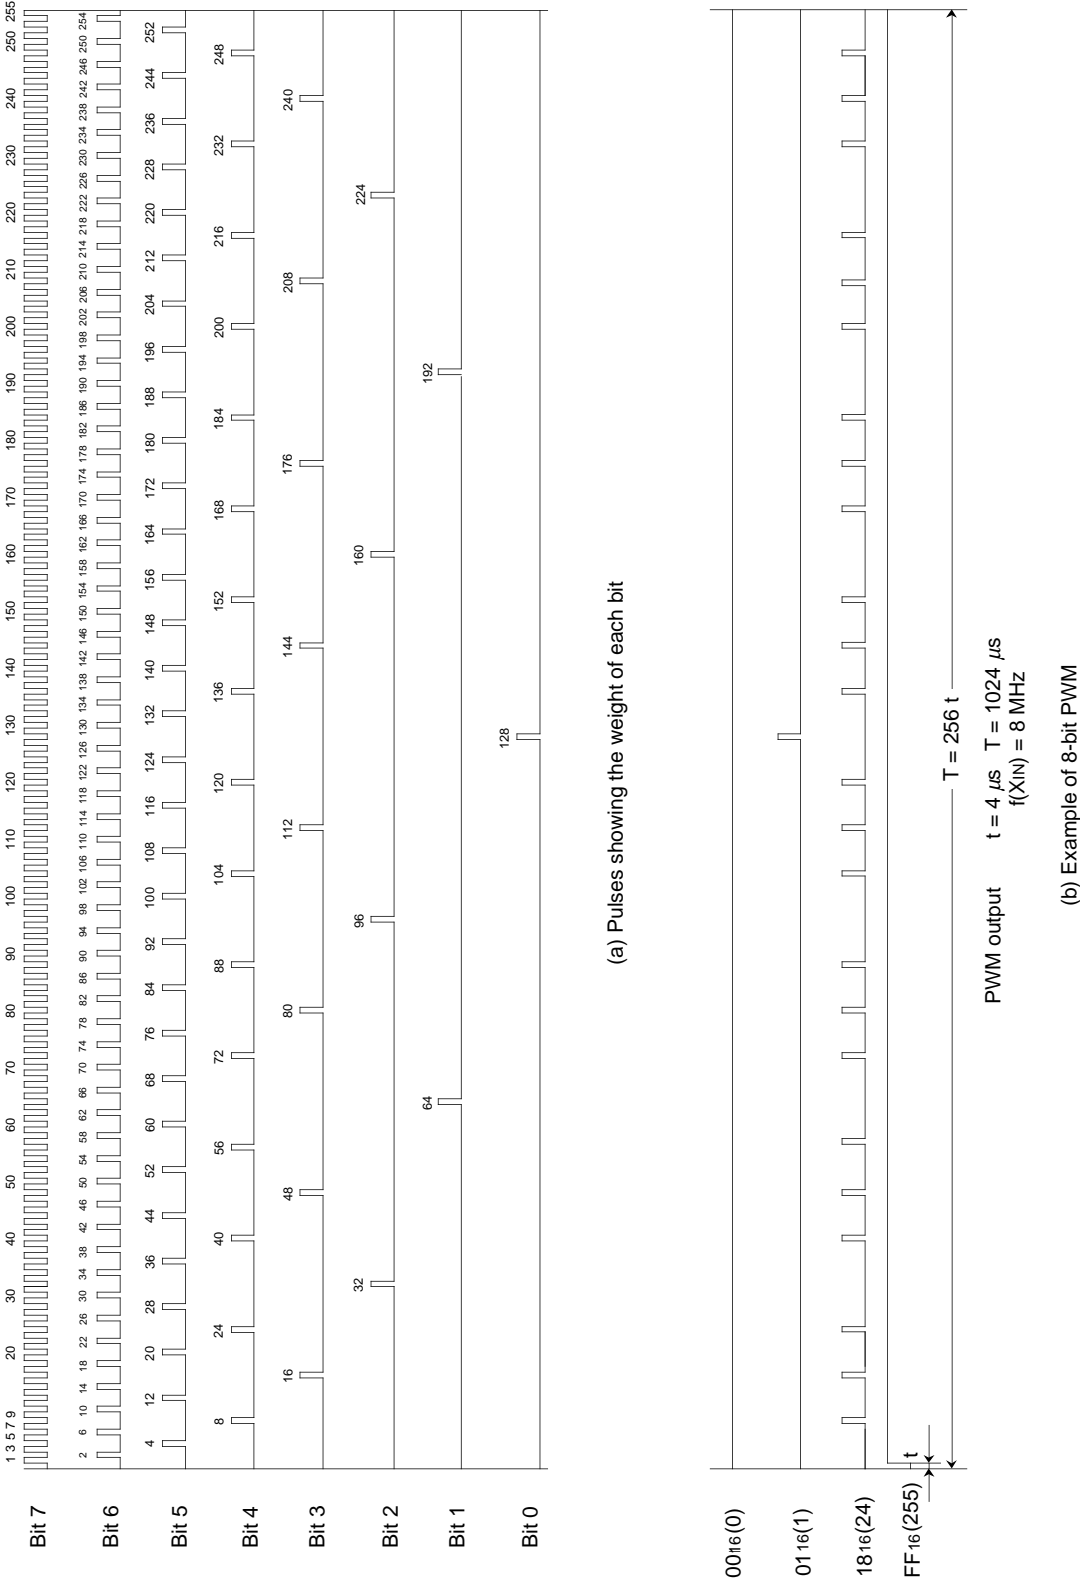 1 3 5 7 9 20 30 40 50 60 70 80 90 100 110 120 130 140 150 160 170 180 190 200 210 220 230 240 250 255
Bit 7
2 6 10 14 18 22 26 30 34 38 42 46 50 54 58 62 66 70 74 78 82 86 90 94 98 102 106 110 114 118 122 126 130 134 138 142 146 150 154 158 162 166 170 174 178 182 186 190 194 198 202 206 210 214 218 222 226 230 234 238 242 246 250 254
Bit 6
4 12 20 28 36 44 52 60 68 76 84 92 100 108 116 124 132 140 148 156 164 172 180 188 196 204 212 220 228 236 244 252
Bit 5
8 24 40 56 72 88 104 120 136 152 168 184 200 216 232 248
Bit 4
16 48 80 112 144 176 208 240
Bit 3
32 96 160 224
Bit 2
64 192
Bit 1
128
Bit 0
(a) Pulses showing the weight of each bit
0016(0)
0116(1)
1816(24)
FF16(255)
t
T = 256 t
PWM output t = 4 µs T = 1024 µs
f(XIN) = 8 MHz
(b) Example of 8-bit PWM